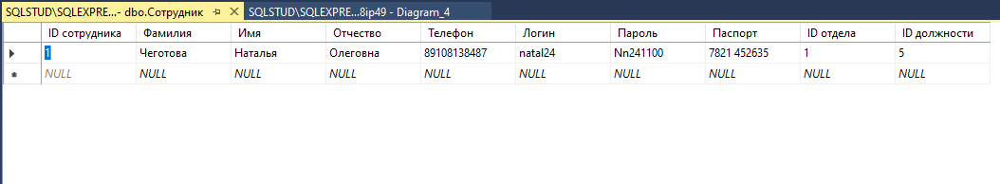 SQLSTUD\SQLEXPRE...- dbo.Сотрудник SQLSTUD\SQLEXPRE...8ip49 - Diagram_4
ID сотрудника Фамилия Имя Отчество Телефон Логин Пароль Паспорт ID отдела ID должности
1 Чеготова Наталья Олеговна 89108138487 natal24 Nn241100 7821 452635 1 5
NULL NULL NULL NULL NULL NULL NULL NULL NULL NULL